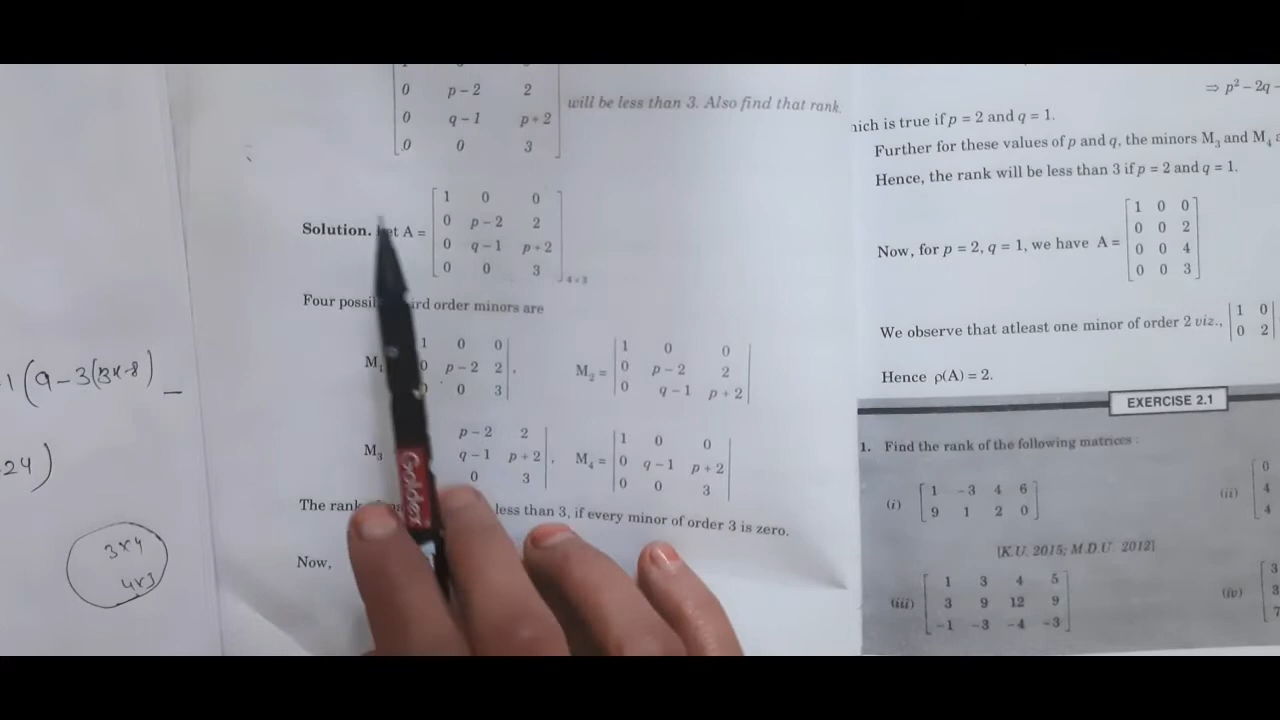 0 p − 2 2
0 q − 1 p + 2
0 0 3
will be less than 3. Also find that rank.
1 0 0
0 p − 2 2
Solution. Let A =
0 q − 1 p + 2
0 0 3
4×3
Four possible third order minors are
1 0 0
M₁ 0 p − 2 2 ,
0 3
M₂ =
1 0 0
0 p − 2 2
0 q − 1 p + 2
M₃
p − 2 2
q − 1 p + 2 ,
0 3
M₄ =
1 0 0
0 q − 1 p + 2
0 0 3
The rank less than 3, if every minor of order 3 is zero.
Now,
−1 (9 − 3(3×-8)
24)
3×4
4×3
Golden
⇒ p² − 2q −
which is true if p = 2 and q = 1.
Further for these values of p and q, the minors M₃ and M₄
Hence, the rank will be less than 3 if p = 2 and q = 1.
Now, for p = 2, q = 1, we have A =
1 0 0
0 0 2
0 0 4
0 0 3
We observe that atleast one minor of order 2 viz.,
1 0
0 2
Hence ρ(A) = 2.
EXERCISE 2.1
1. Find the rank of the following matrices :
(i)
1 −3 4 6
9 1 2 0
(ii)
0
4
4
[K.U. 2015; M.D.U. 2012]
(iii)
1 3 4 5
3 9 12 9
−1 −3 −4 −3
(iv)
3
3
7